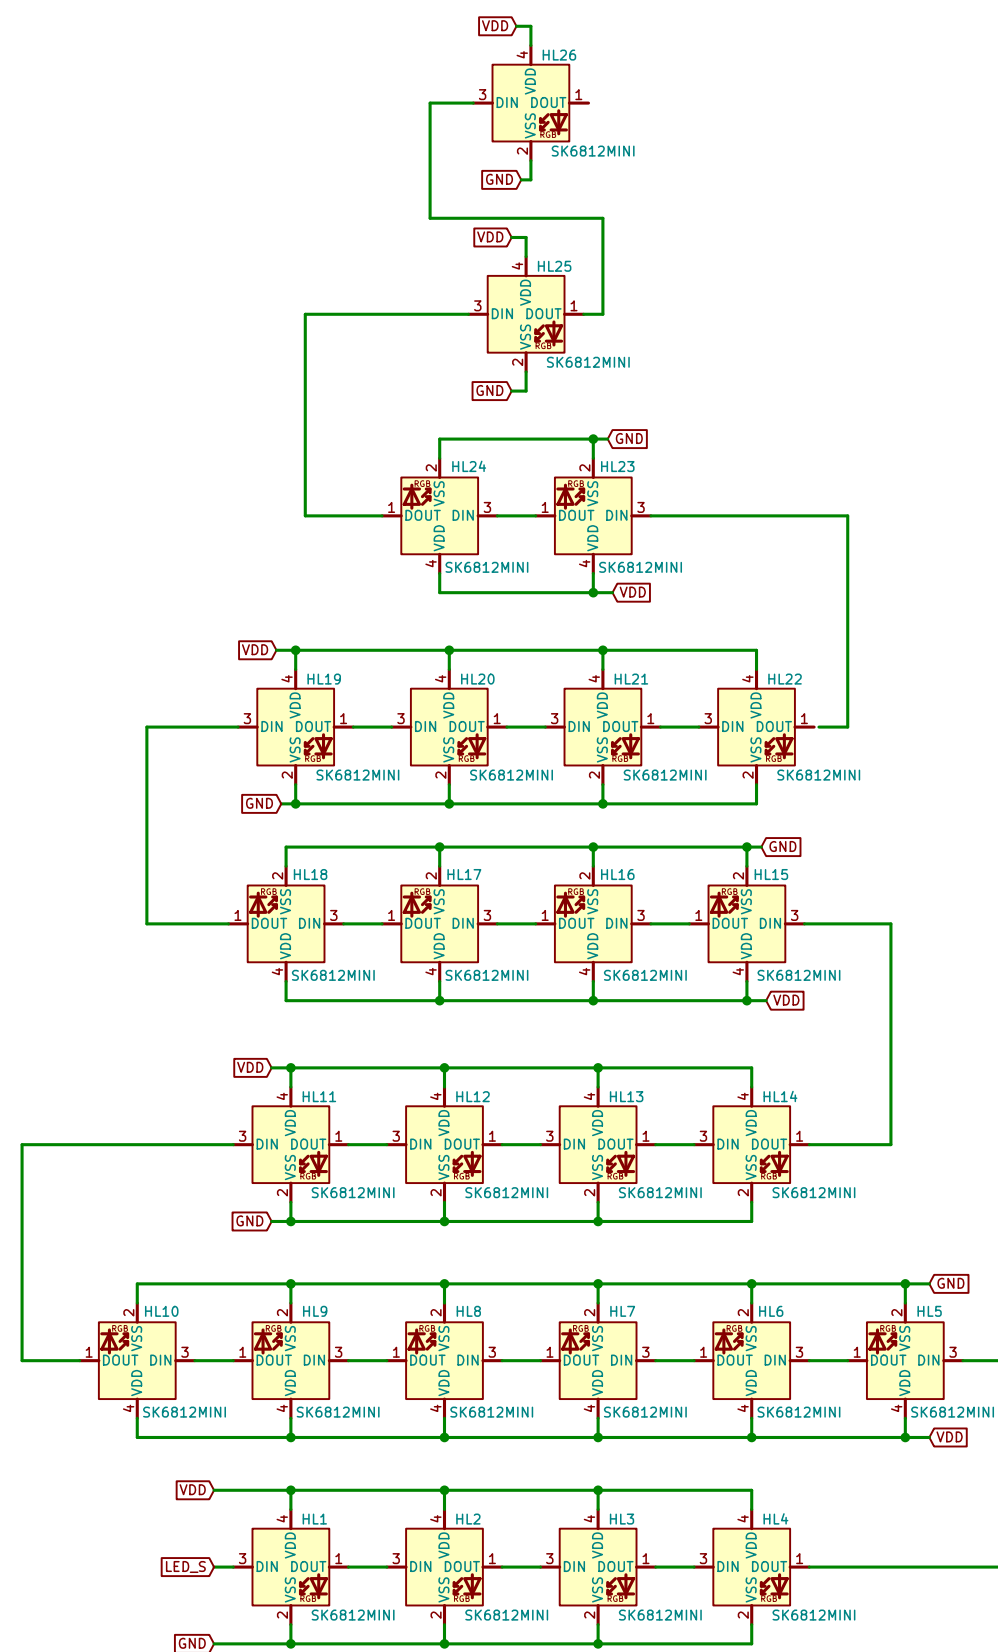 VDD
4 HL26
3 DIN VDD DOUT 1
VSS RGB
2 SK6812MINI
GND
VDD
4 HL25
3 DIN VDD DOUT 1
VSS RGB
2 SK6812MINI
GND
GND
2 HL24 2 HL23
RGB VSS RGB VSS
1 DOUT DIN 3 1 DOUT DIN 3
VDD VDD
4 SK6812MINI 4 SK6812MINI
VDD
VDD
4 HL19 4 HL20 4 HL21 4 HL22
VDD VDD VDD VDD
3 DIN DOUT 1 3 DIN DOUT 1 3 DIN DOUT 1 3 DIN DOUT 1
VSS RGB VSS RGB VSS RGB VSS RGB
2 SK6812MINI 2 SK6812MINI 2 SK6812MINI 2 SK6812MINI
GND
GND
2 HL18 2 HL17 2 HL16 2 HL15
RGB VSS RGB VSS RGB VSS RGB VSS
1 DOUT DIN 3 1 DOUT DIN 3 1 DOUT DIN 3 1 DOUT DIN 3
VDD VDD VDD VDD
4 SK6812MINI 4 SK6812MINI 4 SK6812MINI 4 SK6812MINI
VDD
VDD
4 HL11 4 HL12 4 HL13 4 HL14
VDD VDD VDD VDD
3 DIN DOUT 1 3 DIN DOUT 1 3 DIN DOUT 1 3 DIN DOUT 1
VSS RGB VSS RGB VSS RGB VSS RGB
2 SK6812MINI 2 SK6812MINI 2 SK6812MINI 2 SK6812MINI
GND
GND
2 HL10 2 HL9 2 HL8 2 HL7 2 HL6 2 HL5
RGB VSS RGB VSS RGB VSS RGB VSS RGB VSS RGB VSS
1 DOUT DIN 3 1 DOUT DIN 3 1 DOUT DIN 3 1 DOUT DIN 3 1 DOUT DIN 3 1 DOUT DIN 3
VDD VDD VDD VDD VDD VDD
4 SK6812MINI 4 SK6812MINI 4 SK6812MINI 4 SK6812MINI 4 SK6812MINI 4 SK6812MINI
VDD
VDD
4 HL1 4 HL2 4 HL3 4 HL4
VDD VDD VDD VDD
LED_S 3 DIN DOUT 1 3 DIN DOUT 1 3 DIN DOUT 1 3 DIN DOUT 1
VSS RGB VSS RGB VSS RGB VSS RGB
2 SK6812MINI 2 SK6812MINI 2 SK6812MINI 2 SK6812MINI
GND